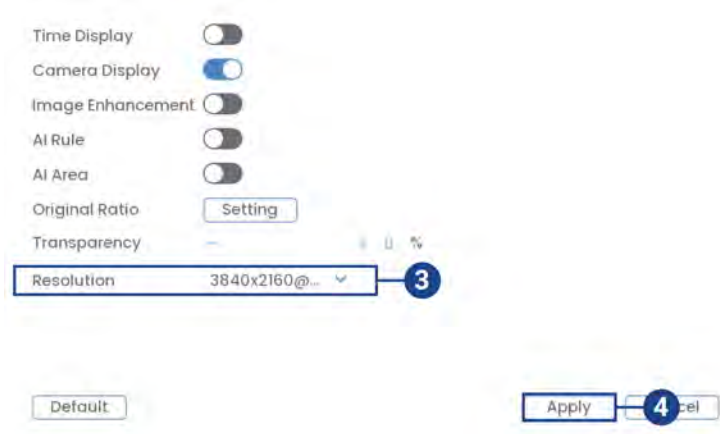 Time Display
Camera Display
Image Enhancement
AI Rule
AI Area
Original Ratio Setting
Transparency %
Resolution 3840x2160@... 3
Default Apply 4 cel